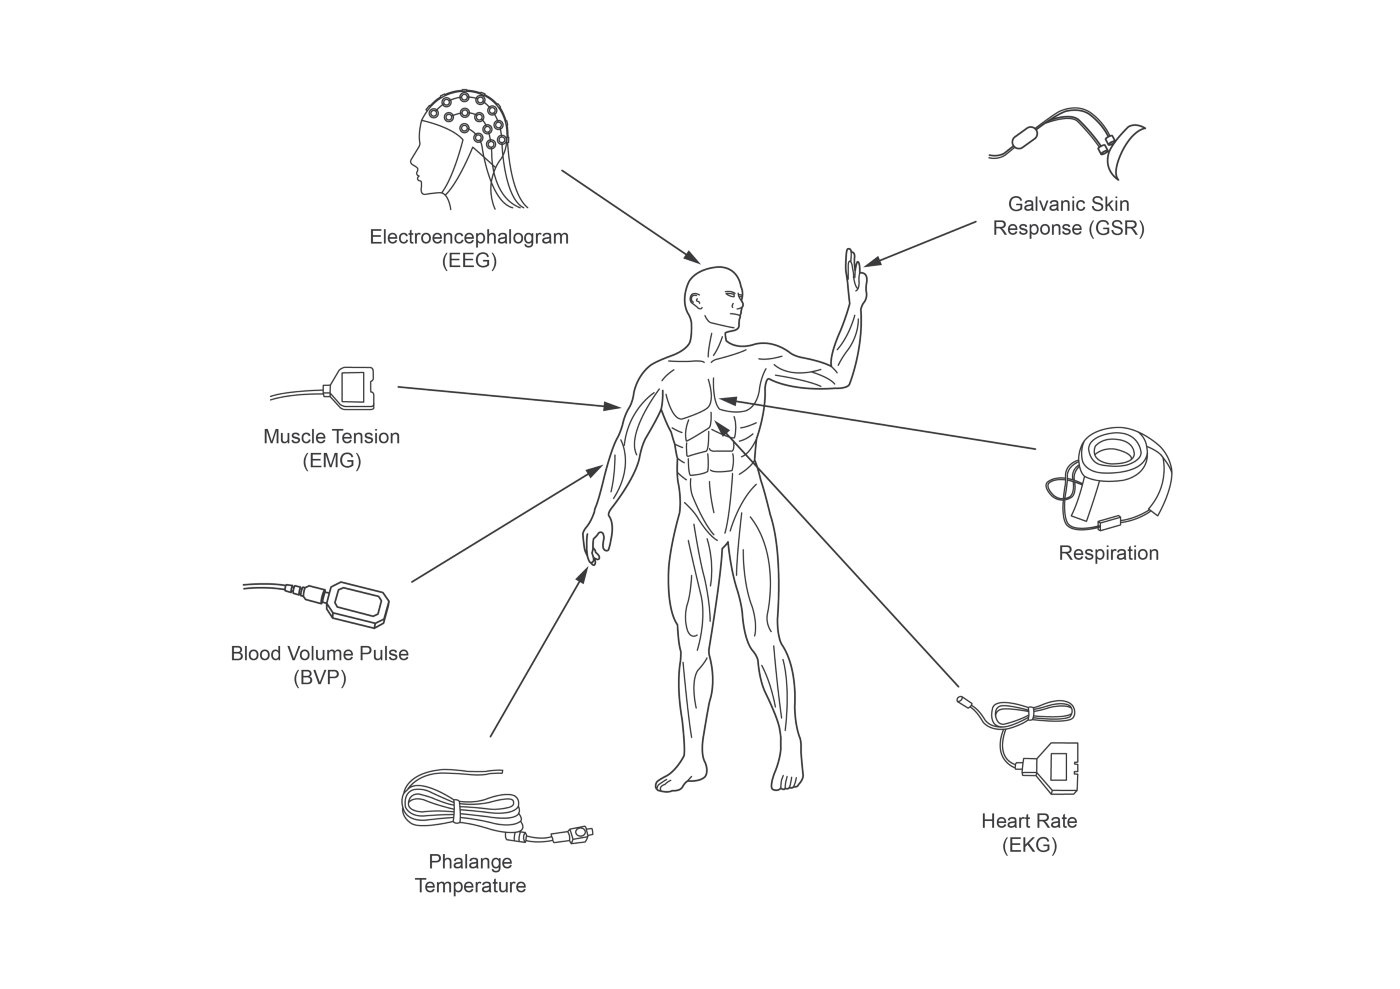 Electroencephalogram
(EEG)
Galvanic Skin
Response (GSR)
Muscle Tension
(EMG)
Respiration
Blood Volume Pulse
(BVP)
Heart Rate
(EKG)
Phalange
Temperature